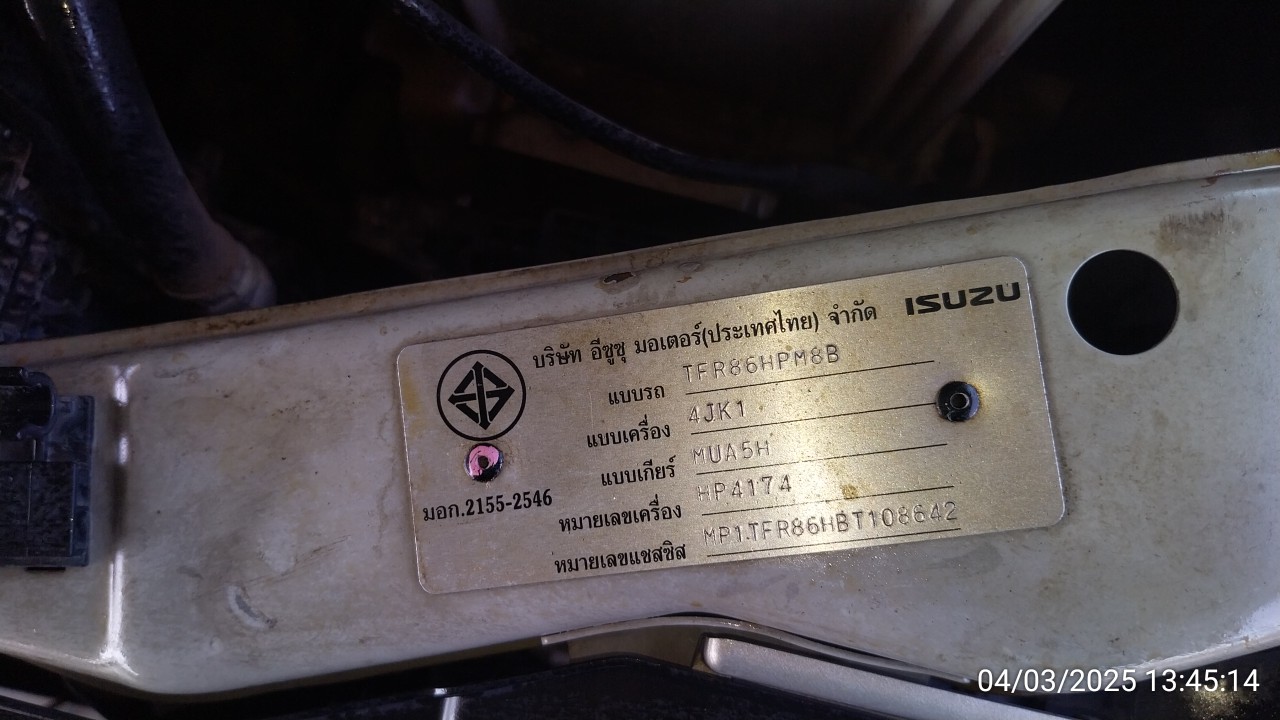 บริษัท อีซูซุ มอเตอร์(ประเทศไทย) จำกัด ISUZU
แบบรถ TFR86HPM8B
แบบเครื่อง 4JK1
แบบเกียร์ MUA5H
หมายเลขเครื่อง HP4174
หมายเลขแชสซิส MP1TFR86HBT108642
มอก.2155-2546
04/03/2025 13:45:14